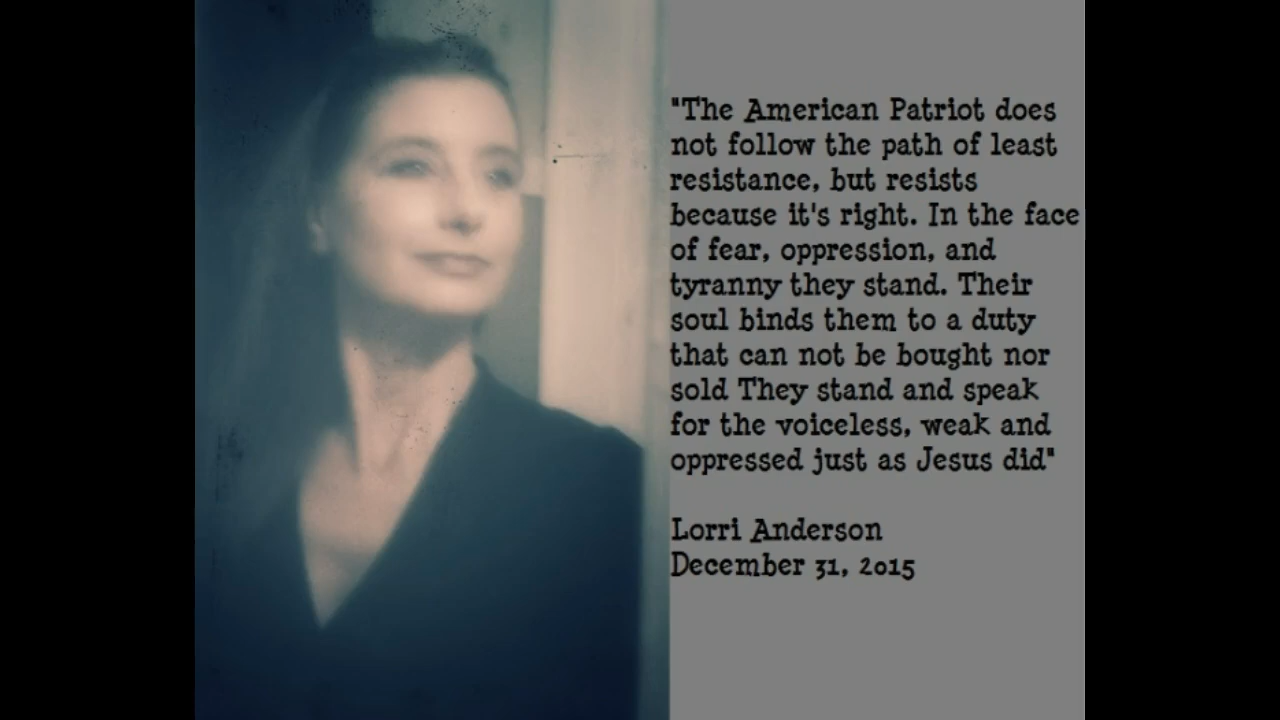 "The American Patriot does
not follow the path of least
resistance, but resists
because it's right. In the face
of fear, oppression, and
tyranny they stand. Their
soul binds them to a duty
that can not be bought nor
sold They stand and speak
for the voiceless, weak and
oppressed just as Jesus did"
Lorri Anderson
December 31, 2015